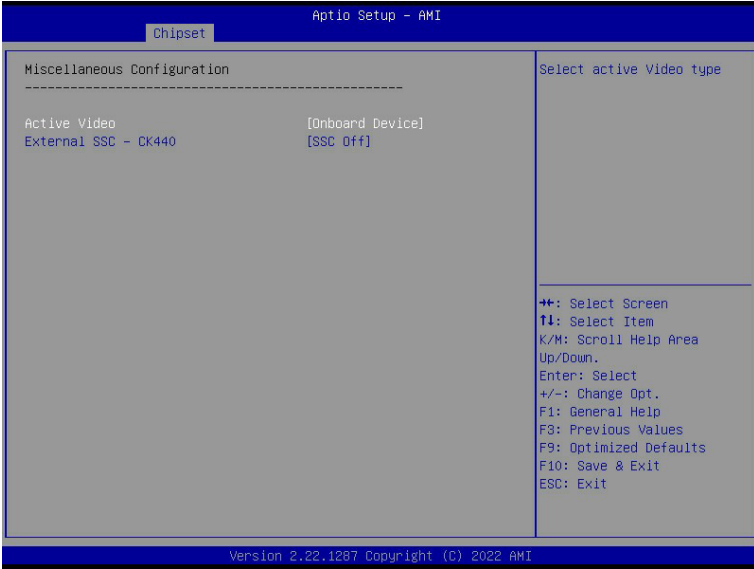 Aptio Setup – AMI
Chipset
Miscellaneous Configuration
--------------------------------------------------
Active Video [Onboard Device]
External SSC – CK440 [SSC Off]
Select active Video type
→←: Select Screen
↑↓: Select Item
K/M: Scroll Help Area
Up/Down.
Enter: Select
+/-: Change Opt.
F1: General Help
F3: Previous Values
F9: Optimized Defaults
F10: Save & Exit
ESC: Exit
Version 2.22.1287 Copyright (C) 2022 AMI